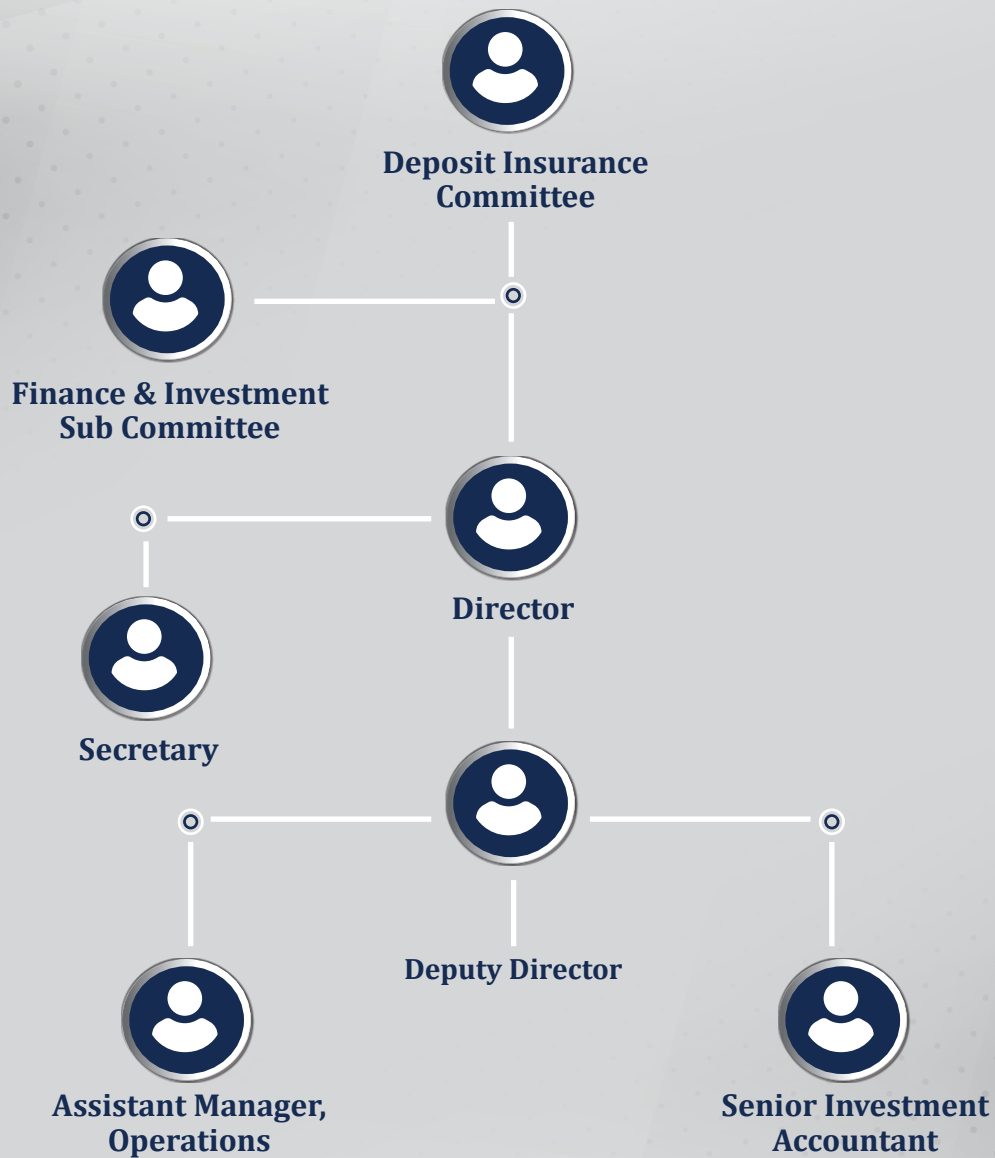 Deposit Insurance
Committee
Finance & Investment
Sub Committee
Director
Secretary
Deputy Director
Assistant Manager,
Operations
Senior Investment
Accountant